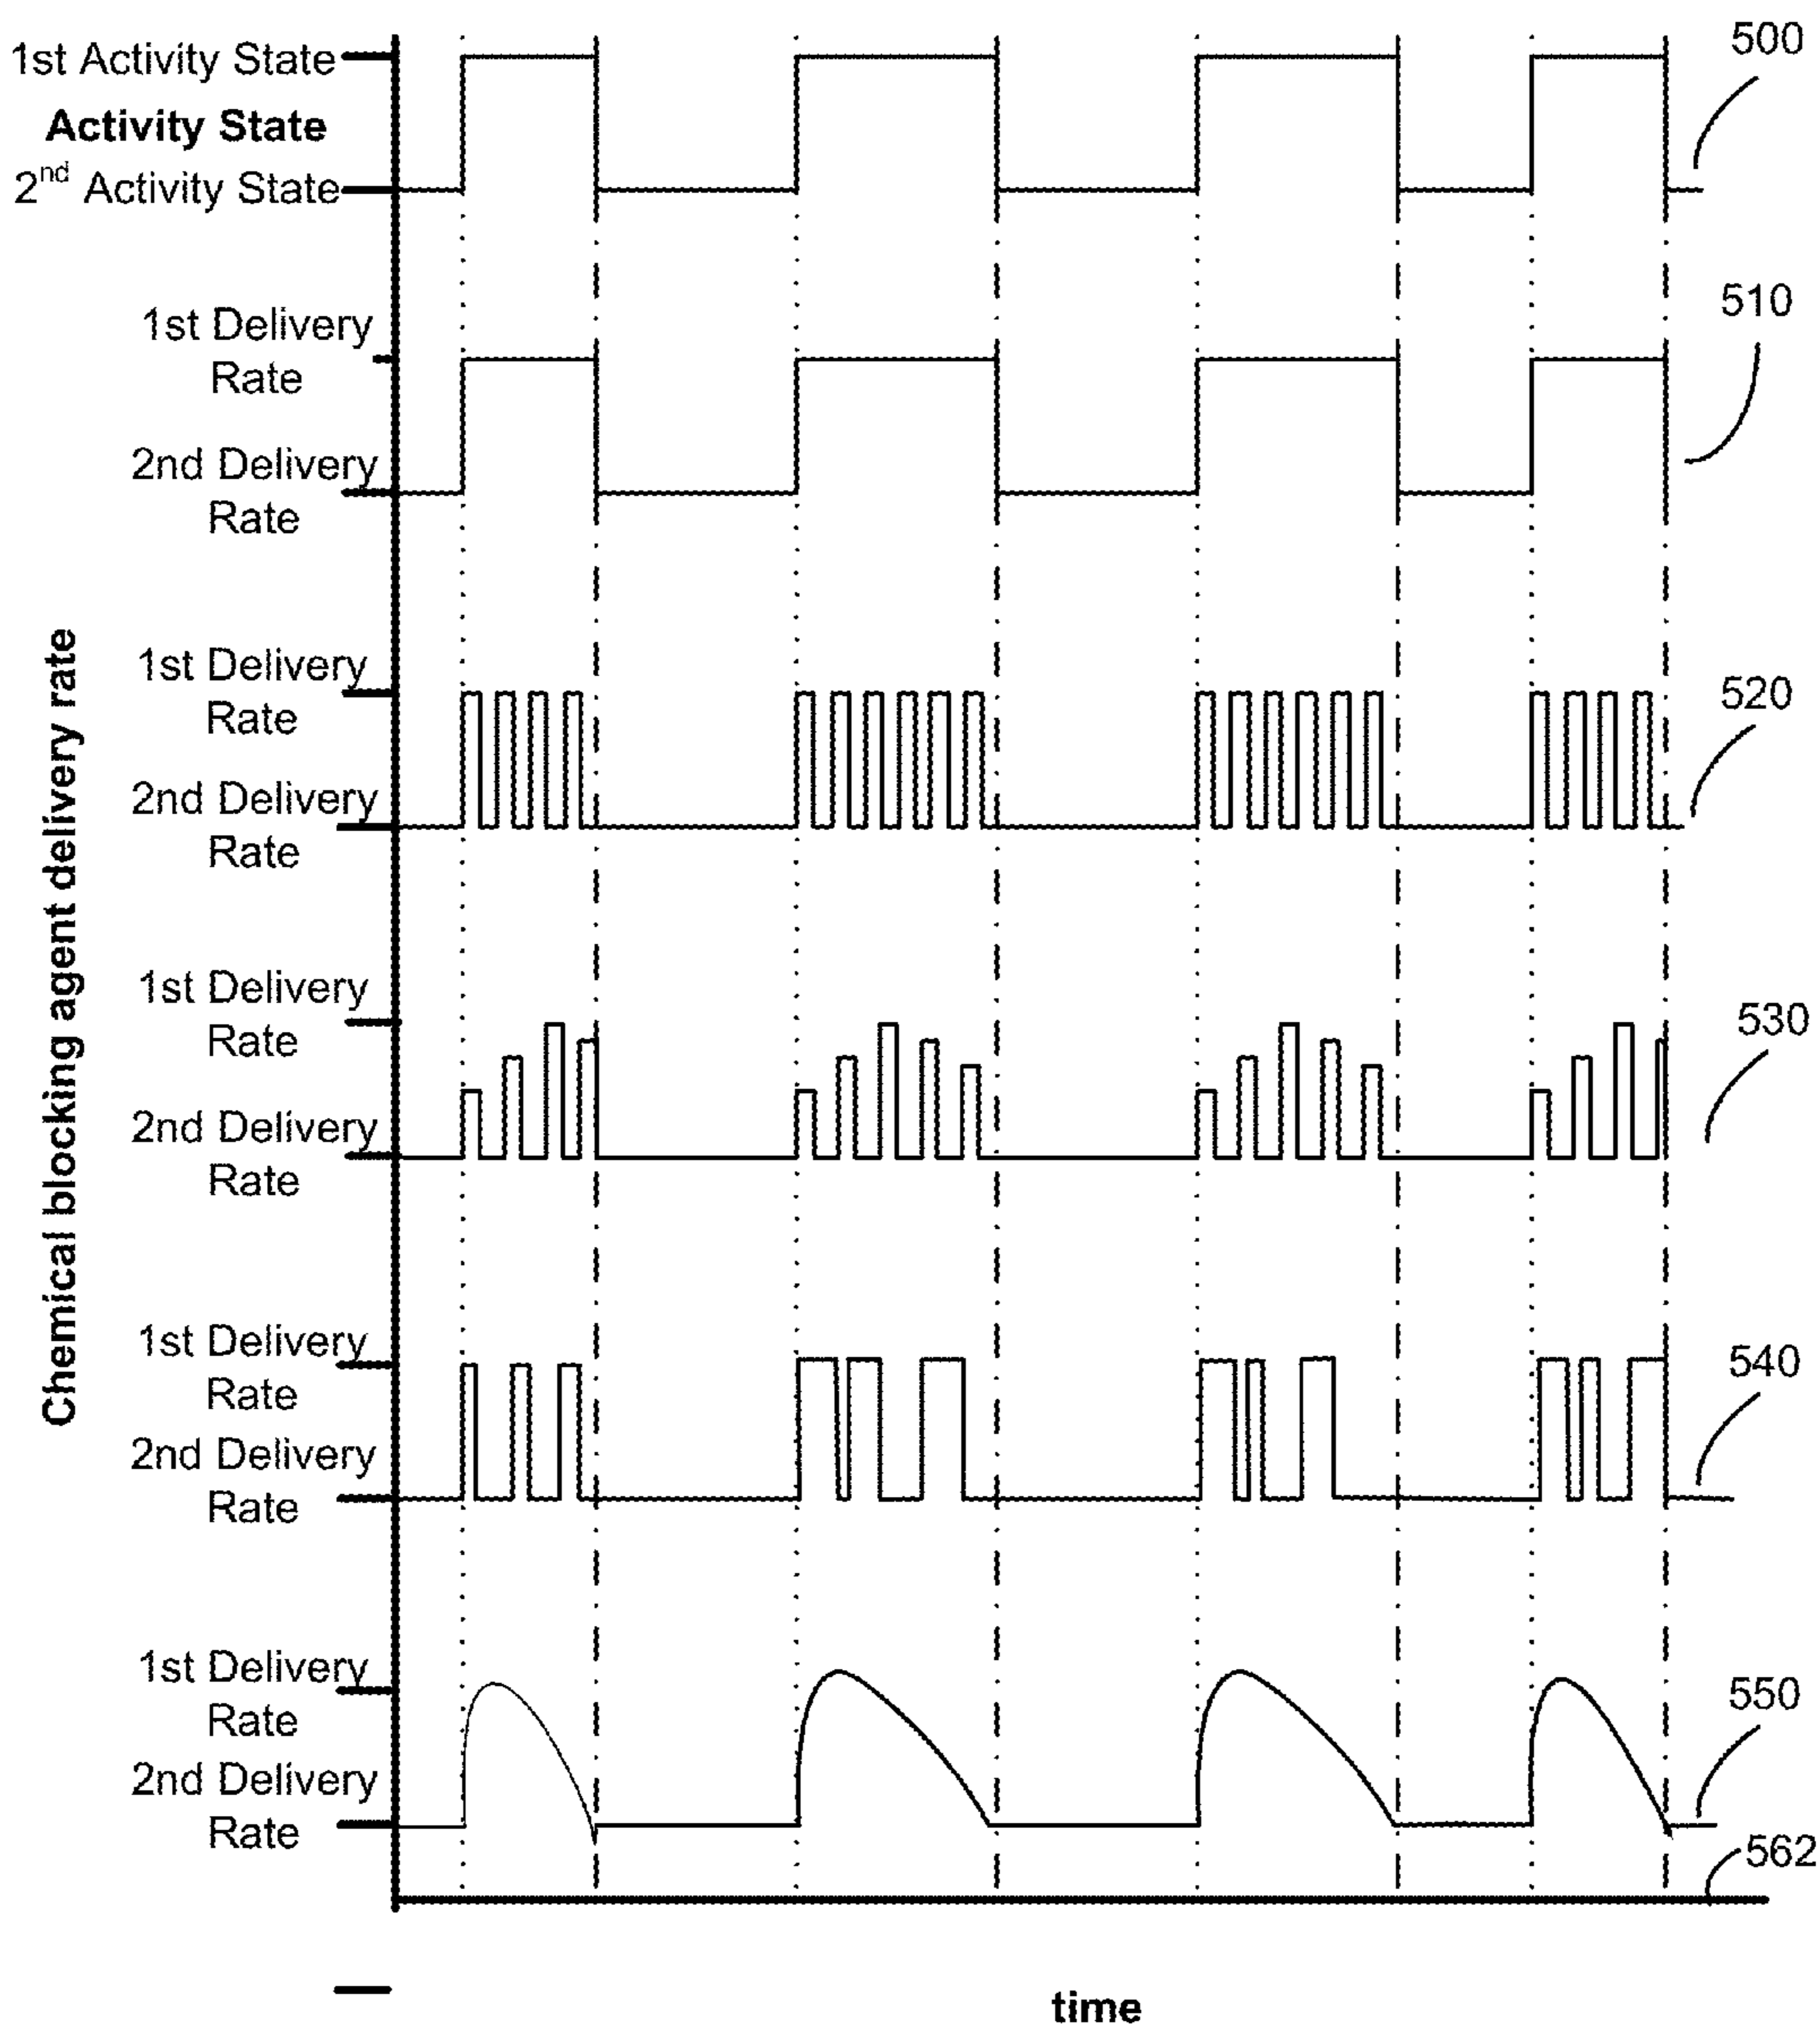 1st Activity State
500
Activity State
2nd Activity State
510
1st Delivery
Rate
2nd Delivery
Rate
Chemical blocking agent delivery rate
1st Delivery
Rate
520
2nd Delivery
Rate
1st Delivery
Rate
530
2nd Delivery
Rate
1st Delivery
Rate
540
2nd Delivery
Rate
1st Delivery
Rate
550
2nd Delivery
Rate
562
time